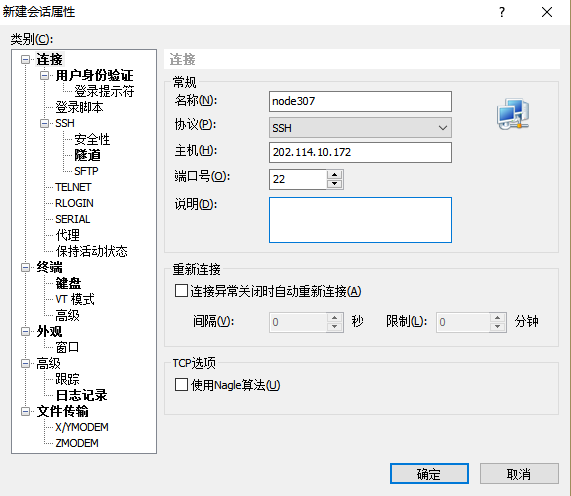 新建会话属性
类别(C):
连接
用户身份验证
登录提示符
登录脚本
SSH
安全性
隧道
SFTP
TELNET
RLOGIN
SERIAL
代理
保持活动状态
终端
键盘
VT 模式
高级
外观
窗口
高级
跟踪
日志记录
文件传输
X/YMODEM
ZMODEM
连接
常规
名称(N): node307
协议(P): SSH
主机(H): 202.114.10.172
端口号(O): 22
说明(D):
重新连接
连接异常关闭时自动重新连接(A)
间隔(V): 0 秒 限制(L): 0 分钟
TCP选项
使用Nagle算法(U)
确定 取消